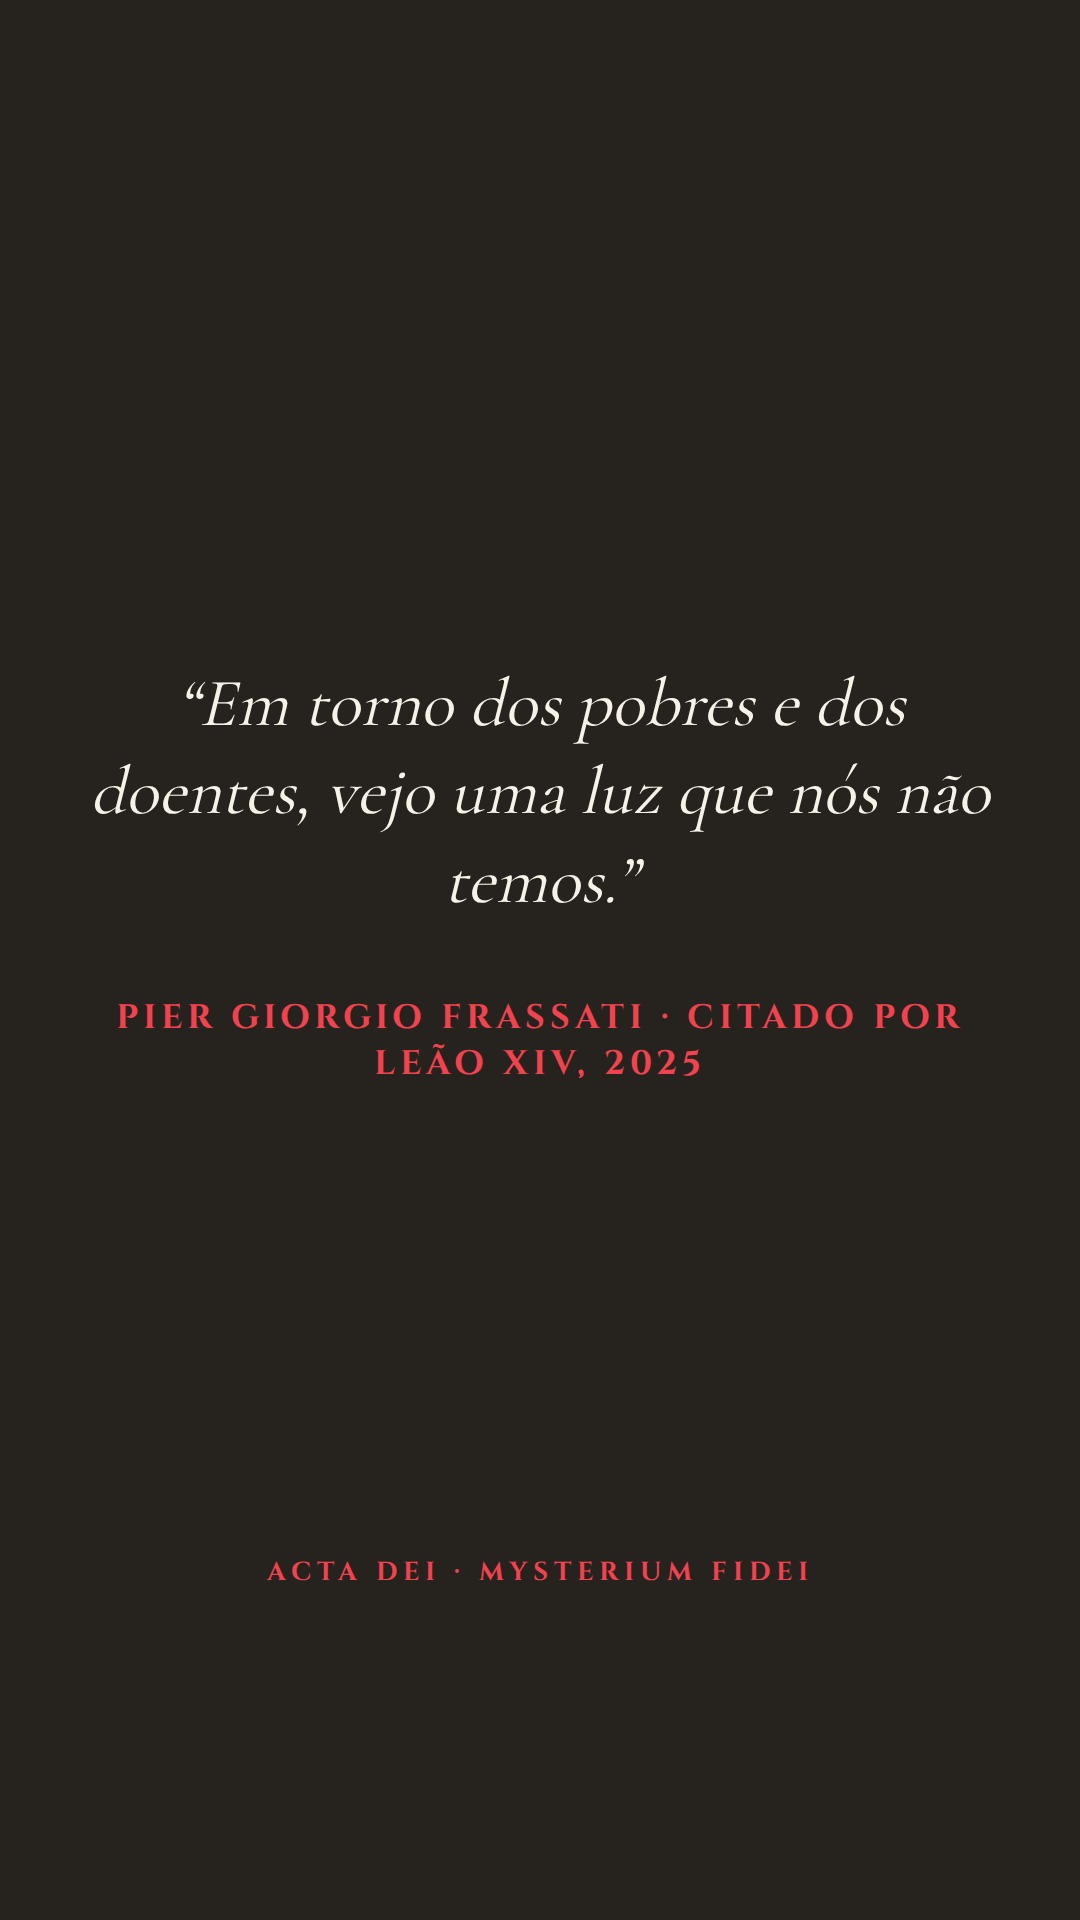 “Em torno dos pobres e dos
doentes, vejo uma luz que nós não
temos.”
PIER GIORGIO FRASSATI · CITADO POR
LEÃO XIV, 2025
ACTA DEI · MYSTERIUM FIDEI